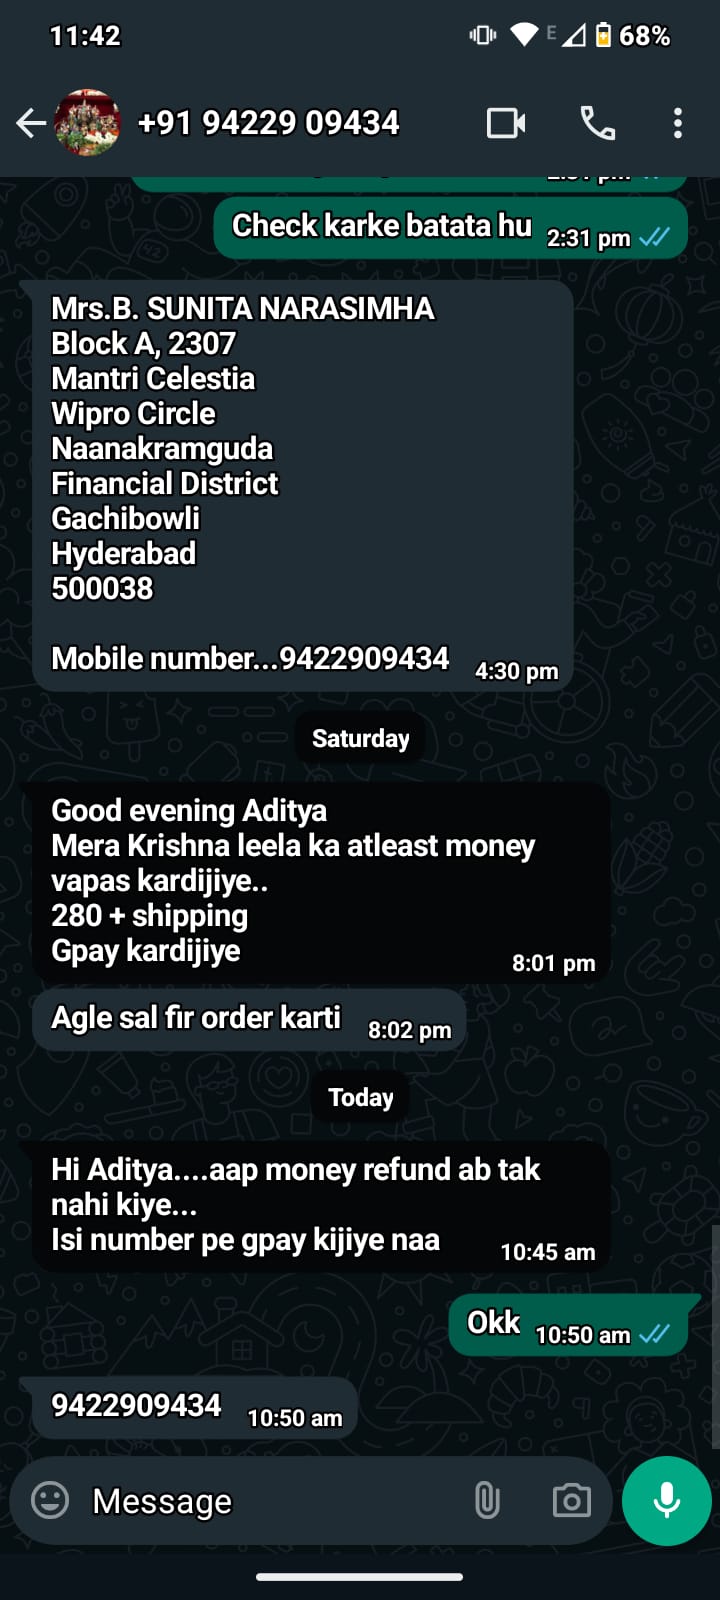 11:42
E 68%
+91 94229 09434
Check karke batata hu 2:31 pm
Mrs.B. SUNITA NARASIMHA
Block A, 2307
Mantri Celestia
Wipro Circle
Naanakramguda
Financial District
Gachibowli
Hyderabad
500038
Mobile number...9422909434 4:30 pm
Saturday
Good evening Aditya
Mera Krishna leela ka atleast money
vapas kardijiye..
280 + shipping
Gpay kardijiye 8:01 pm
Agle sal fir order karti 8:02 pm
Today
Hi Aditya....aap money refund ab tak
nahi kiye...
Isi number pe gpay kijiye naa 10:45 am
Okk 10:50 am
9422909434 10:50 am
Message